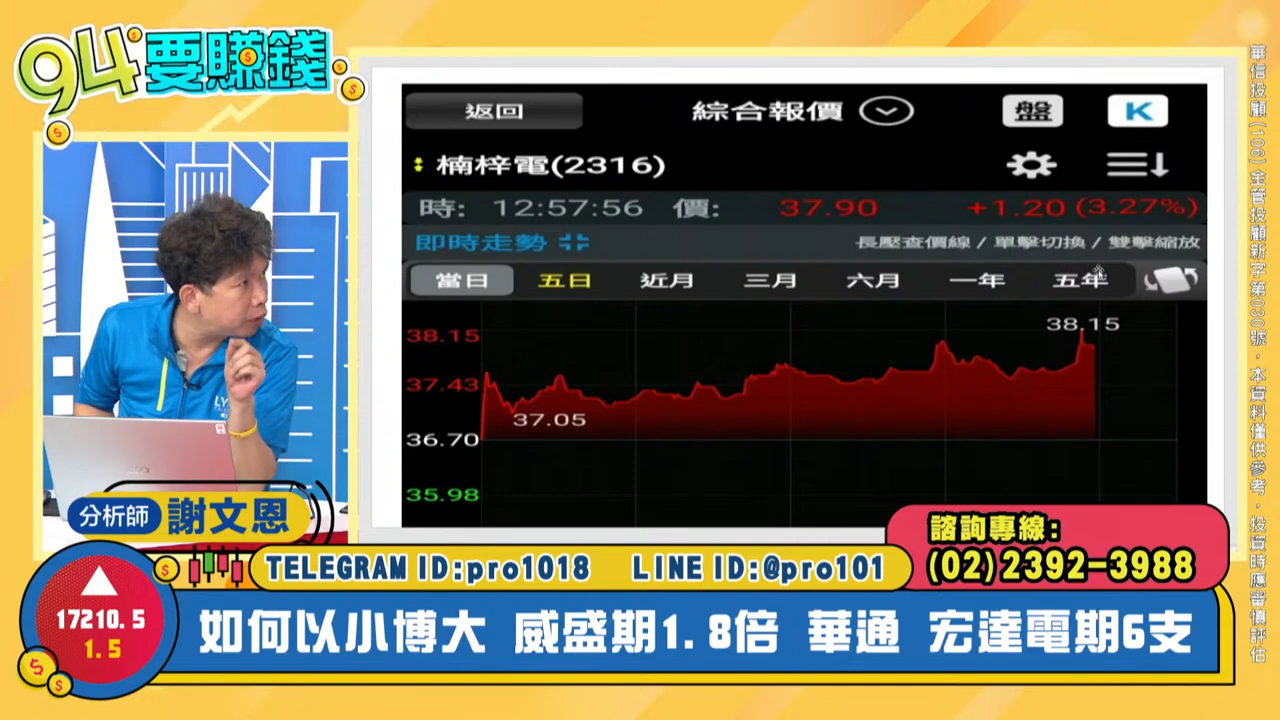 94要賺錢
返回
綜合報價
盤
K
楠梓電(2316)
時: 12:57:56 價: 37.90 +1.20 (3.27%)
即時走勢
長壓查價線 / 單擊切換 / 雙擊縮放
當日 五日 近月 三月 六月 一年 五年
38.15
38.15
37.43
37.05
36.70
35.98
華信投顧(106)金管投顧新字第030號,本資料僅供參考,投資時應審慎評估
分析師 謝文恩
諮詢專線:
(02)2392-3988
TELEGRAM ID:pro1018 LINE ID:@pro101
17210.5
1.5
如何以小博大 威盛期1.8倍 華通 宏達電期6支